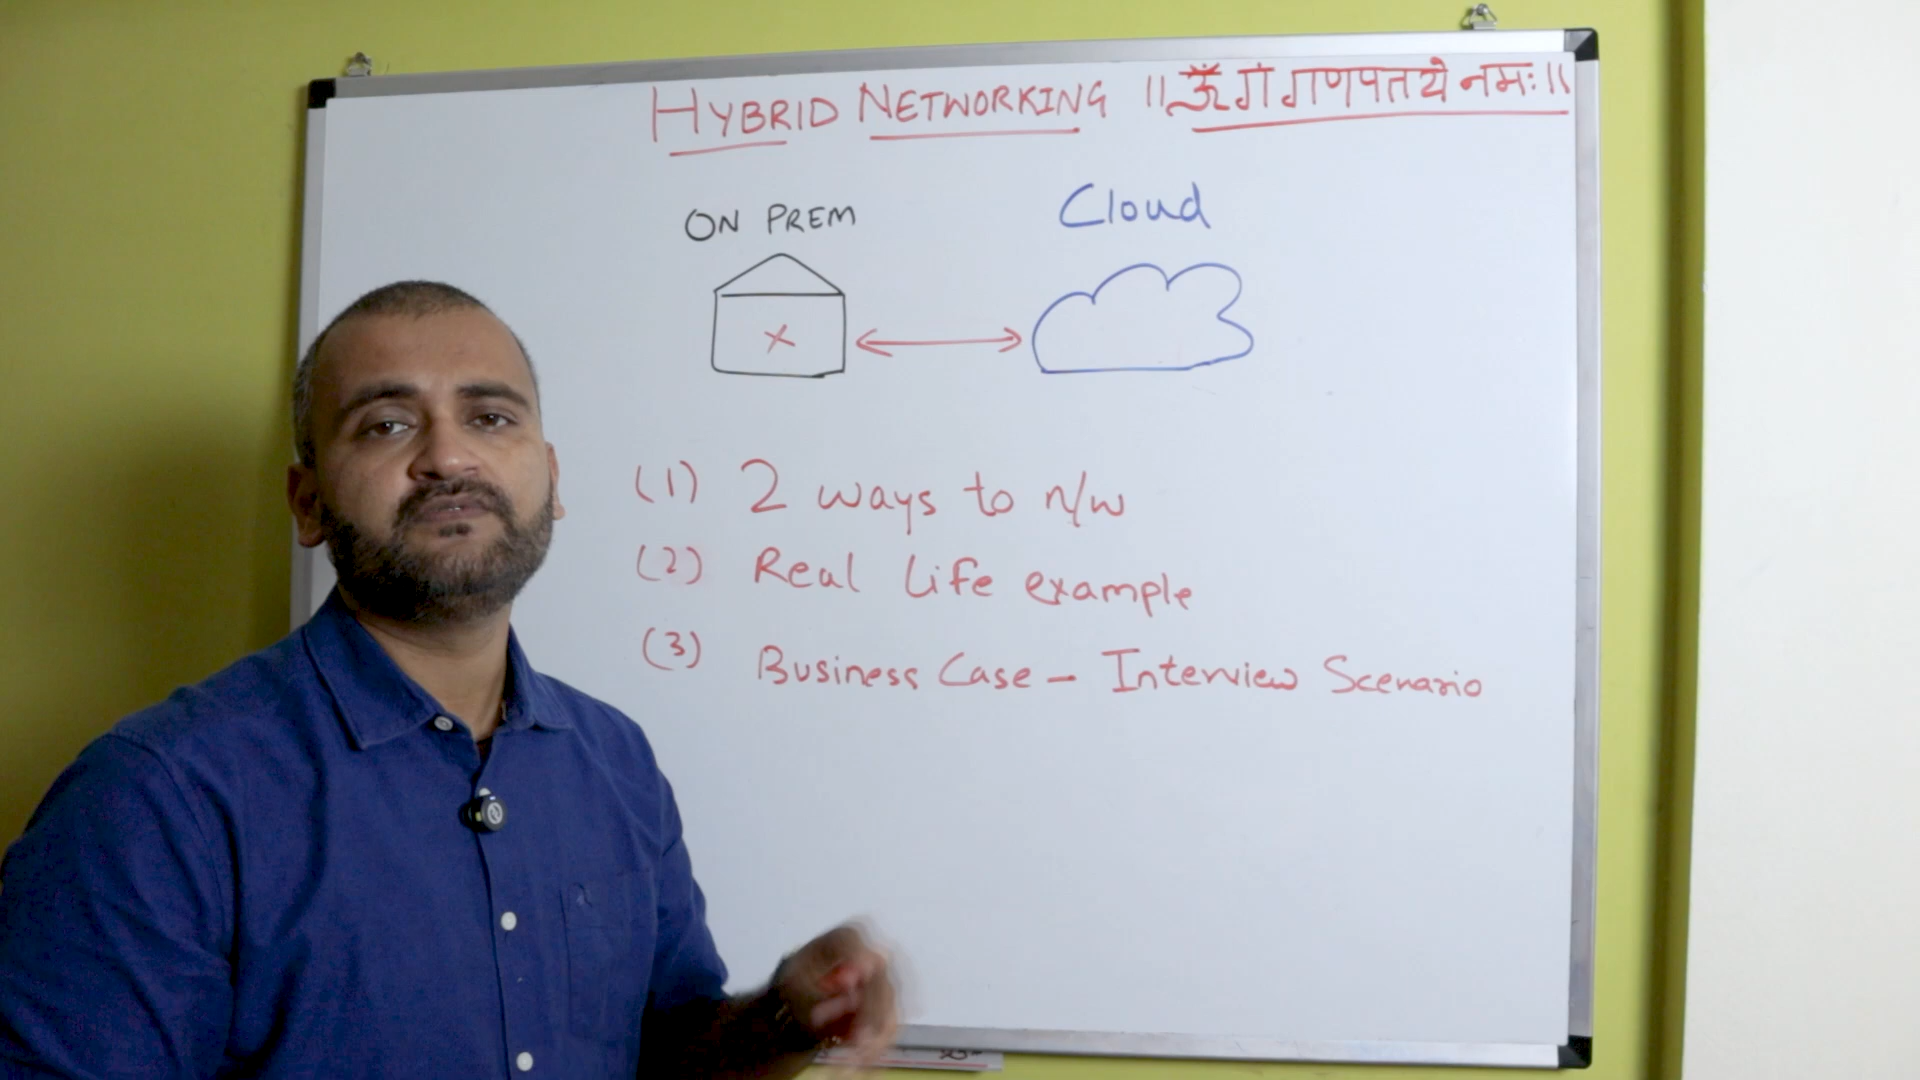 HYBRID NETWORKING ॥ ॐ गं गणपतये नमः ॥
ON PREM Cloud
X
(1) 2 ways to n/w
(2) Real Life example
(3) Business Case - Interview Scenario